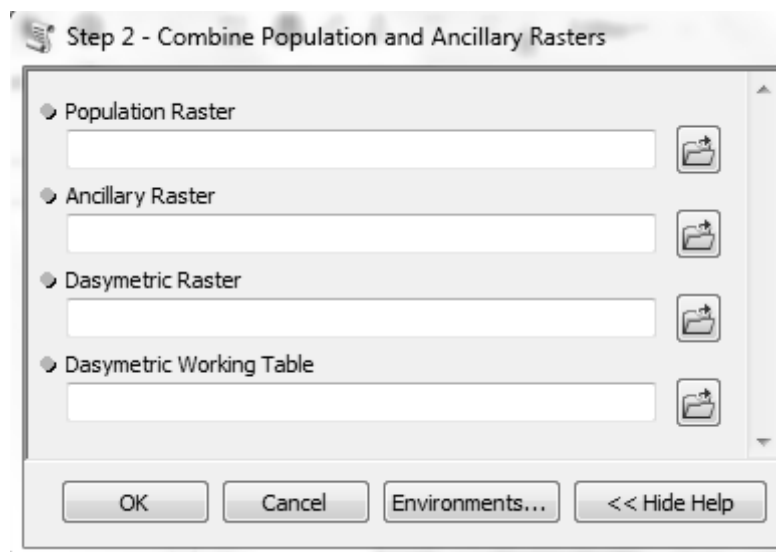 Step 2 - Combine Population and Ancillary Rasters
Population Raster
Ancillary Raster
Dasymetric Raster
Dasymetric Working Table
OK Cancel Environments... << Hide Help